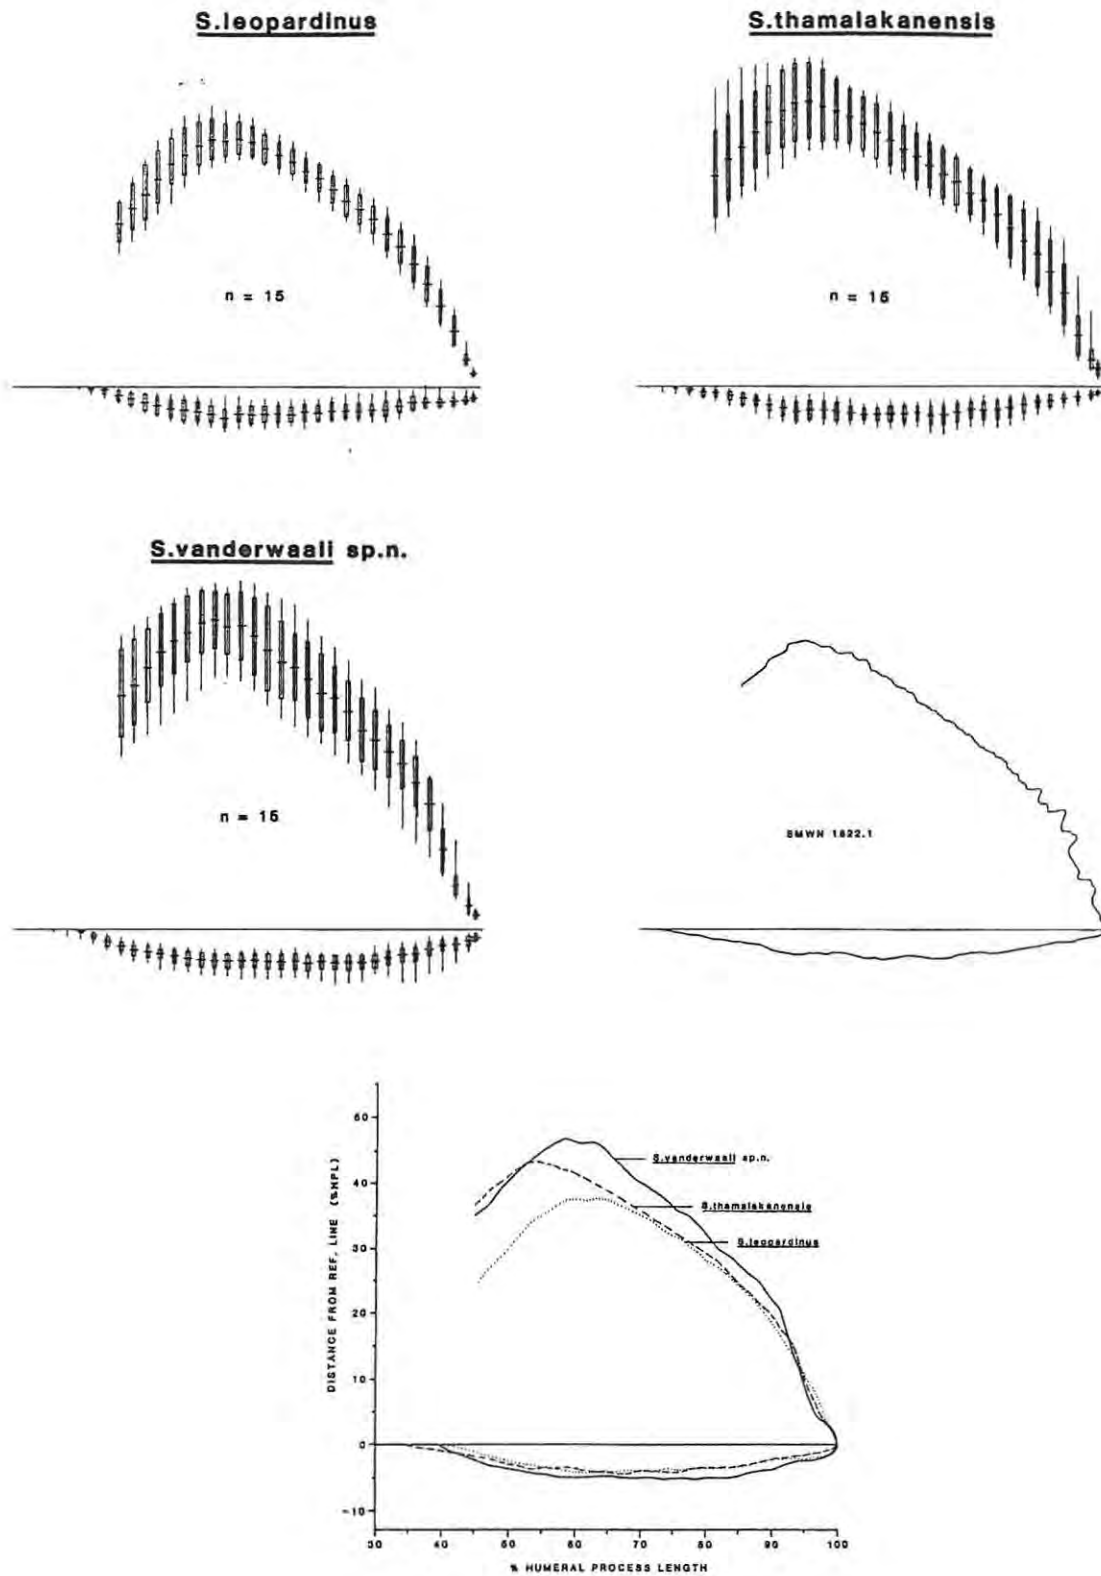 S.leopardinus
S.thamalakanensis
n = 15
n = 15
S.vanderwaali sp.n.
n = 15
SMWN 1822.1
DISTANCE FROM REF. LINE (%HPL)
60
50
40
30
20
10
0
-10
S.vanderwaali sp.n.
S.thamalakanensis
S.leopardinus
30 40 50 60 70 80 90 100
% HUMERAL PROCESS LENGTH